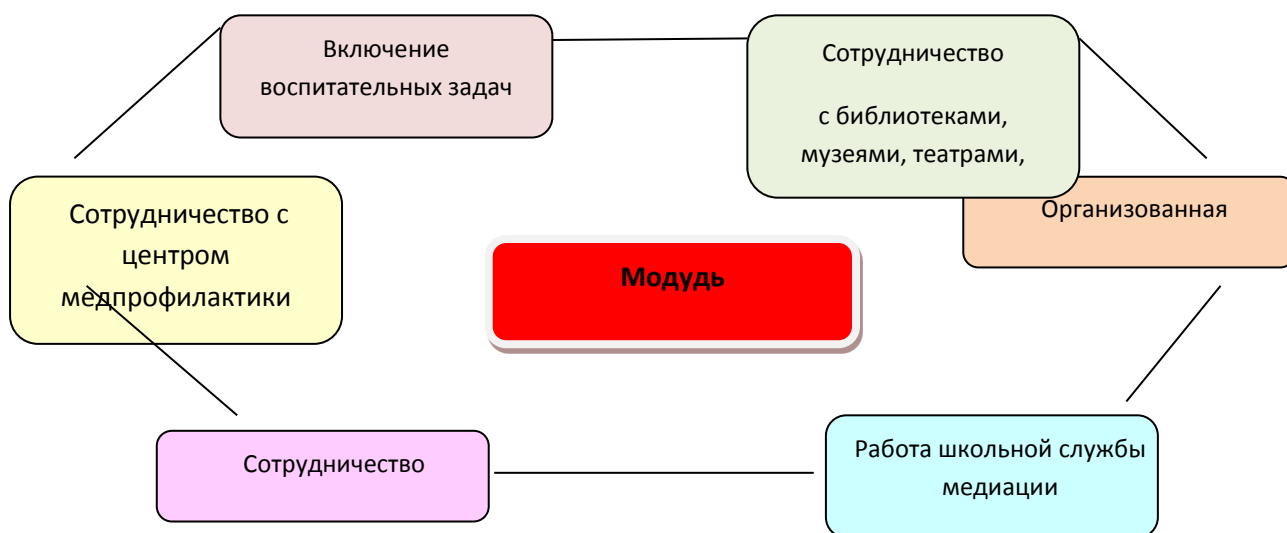 Включение
воспитательных задач
Сотрудничество
с библиотеками,
музеями, театрами,
Сотрудничество с
центром
медпрофилактики
Организованная
Модудь
Сотрудничество
Работа школьной службы
медиации